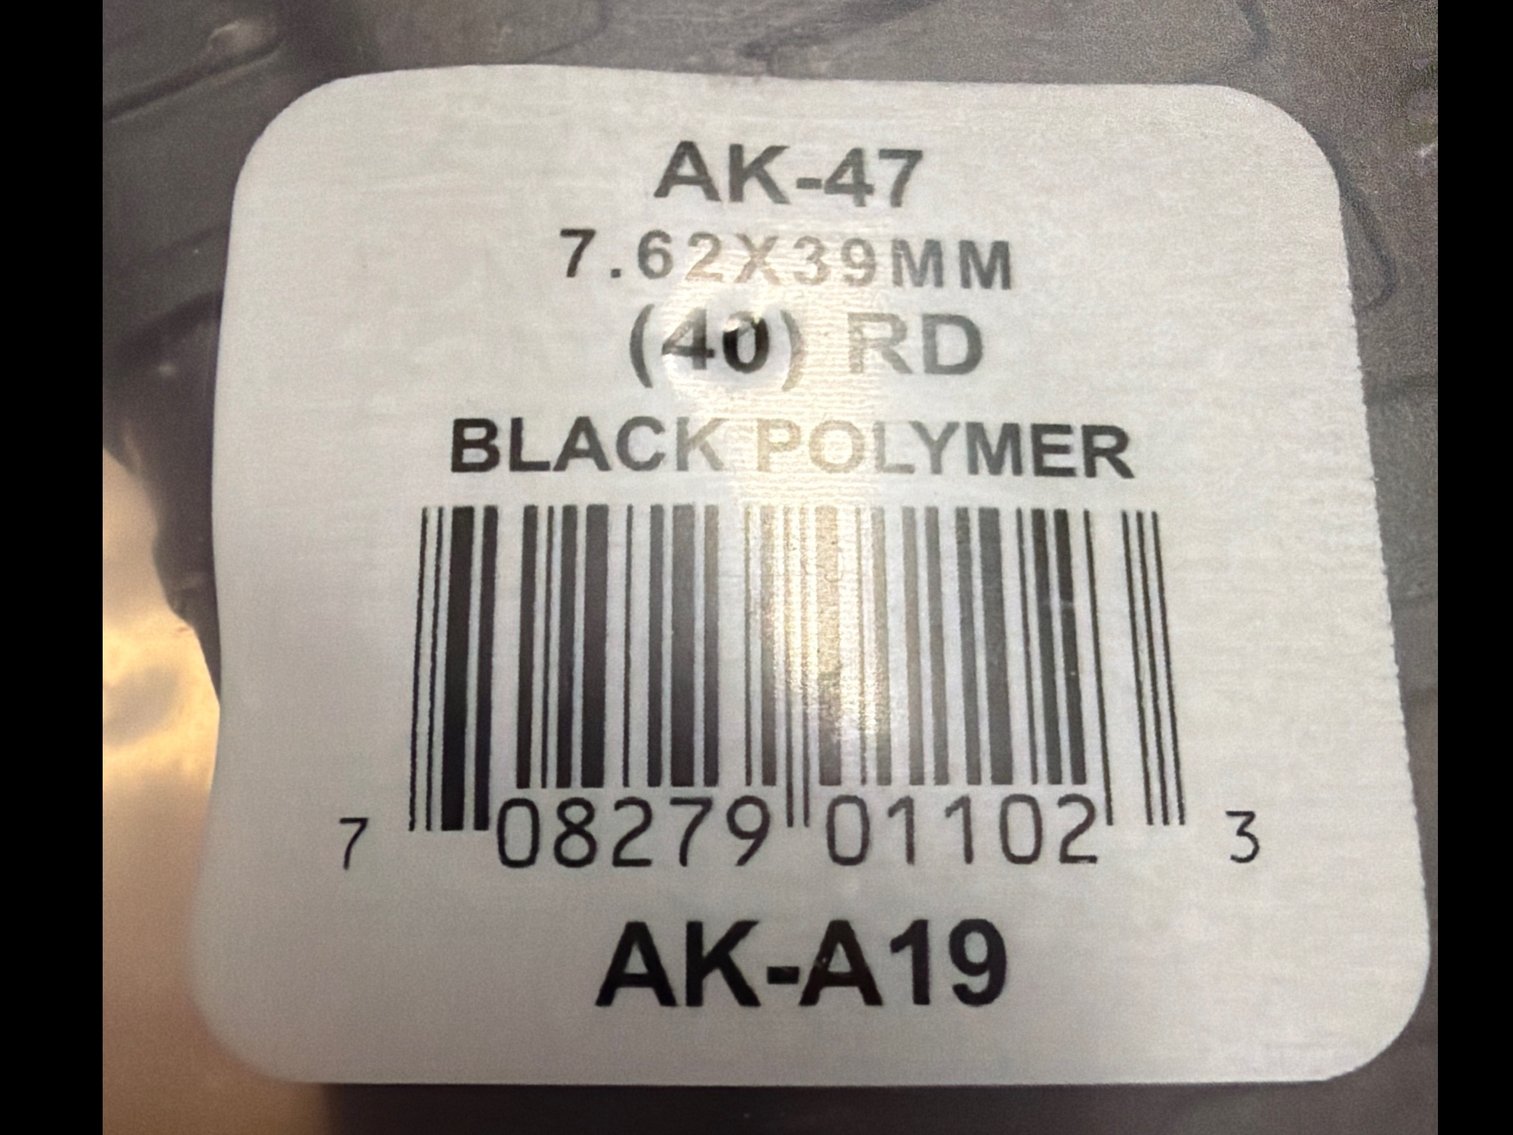 AK-47
7.62X39MM
(40) RD
BLACK POLYMER
7 08279 01102 3
AK-A19